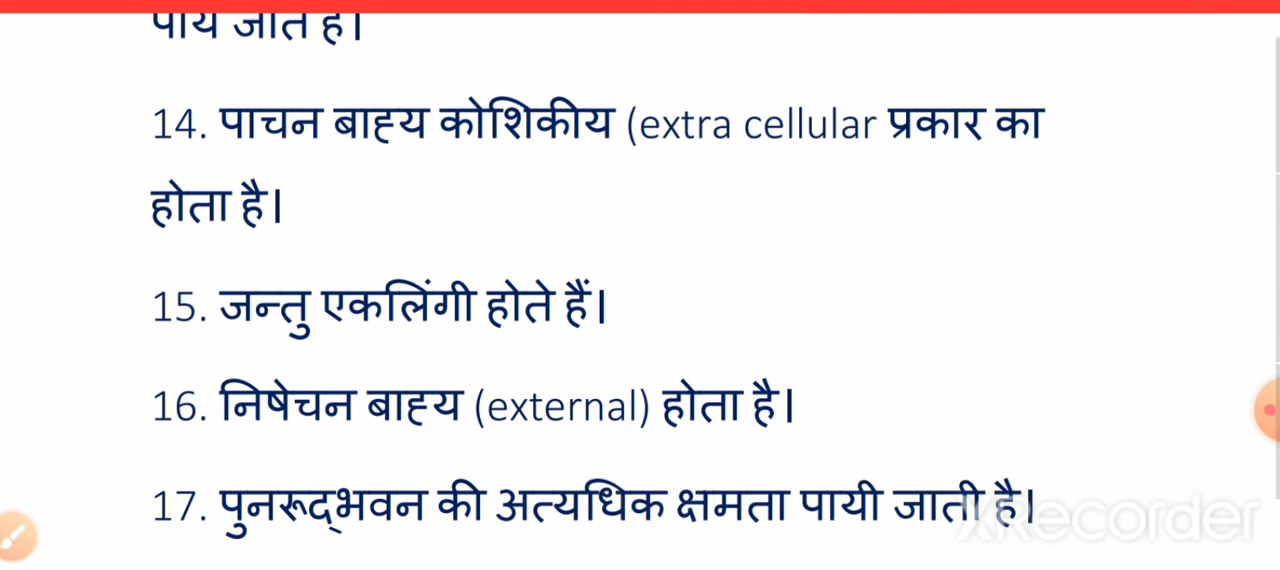 पाये जाते हैं।
14. पाचन बाह्य कोशिकीय (extra cellular प्रकार का
होता है।
15. जन्तु एकलिंगी होते हैं।
16. निषेचन बाह्य (external) होता है।
17. पुनरूद्भवन की अत्यधिक क्षमता पायी जाती है।
XRecorder